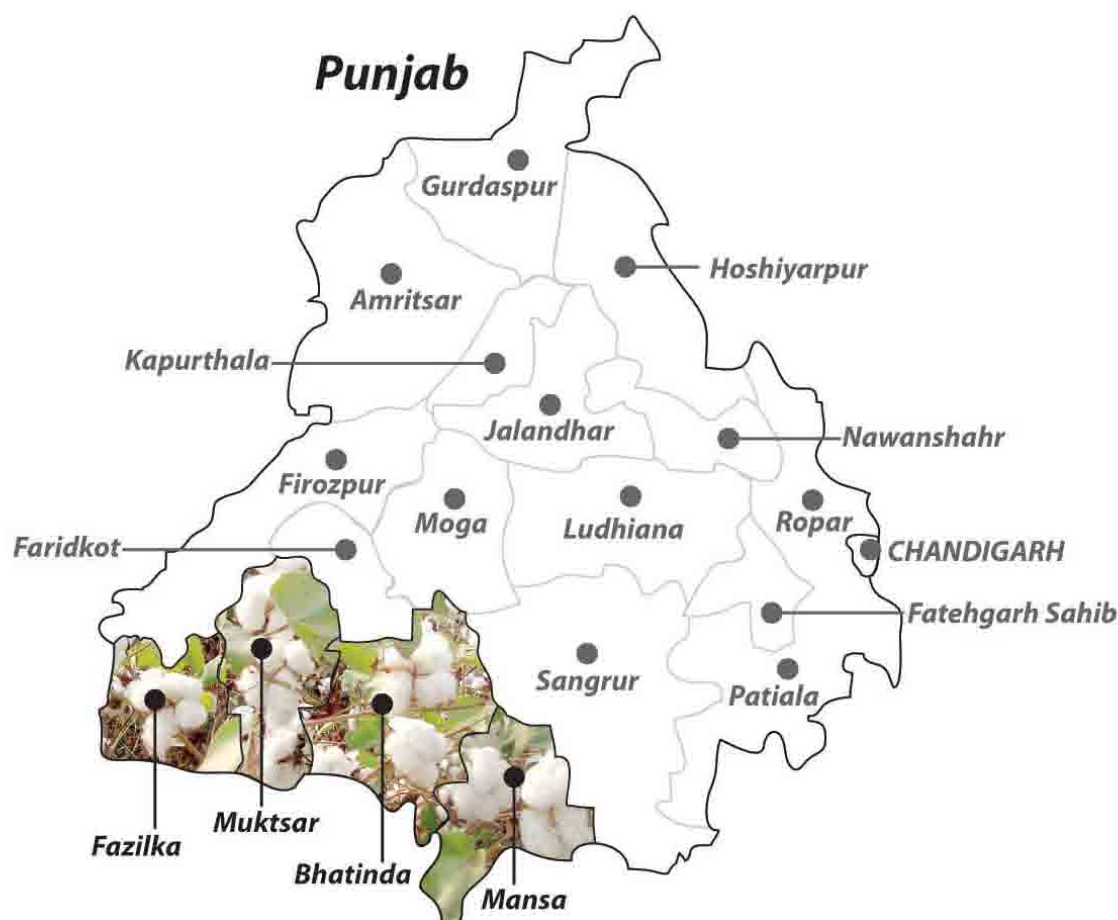 Punjab
Gurdaspur
Hoshiyarpur
Amritsar
Kapurthala
Jalandhar
Nawanshahr
Firozpur
Moga
Ludhiana
Ropar
Faridkot
CHANDIGARH
Fatehgarh Sahib
Sangrur
Patiala
Muktsar
Fazilka
Bhatinda
Mansa